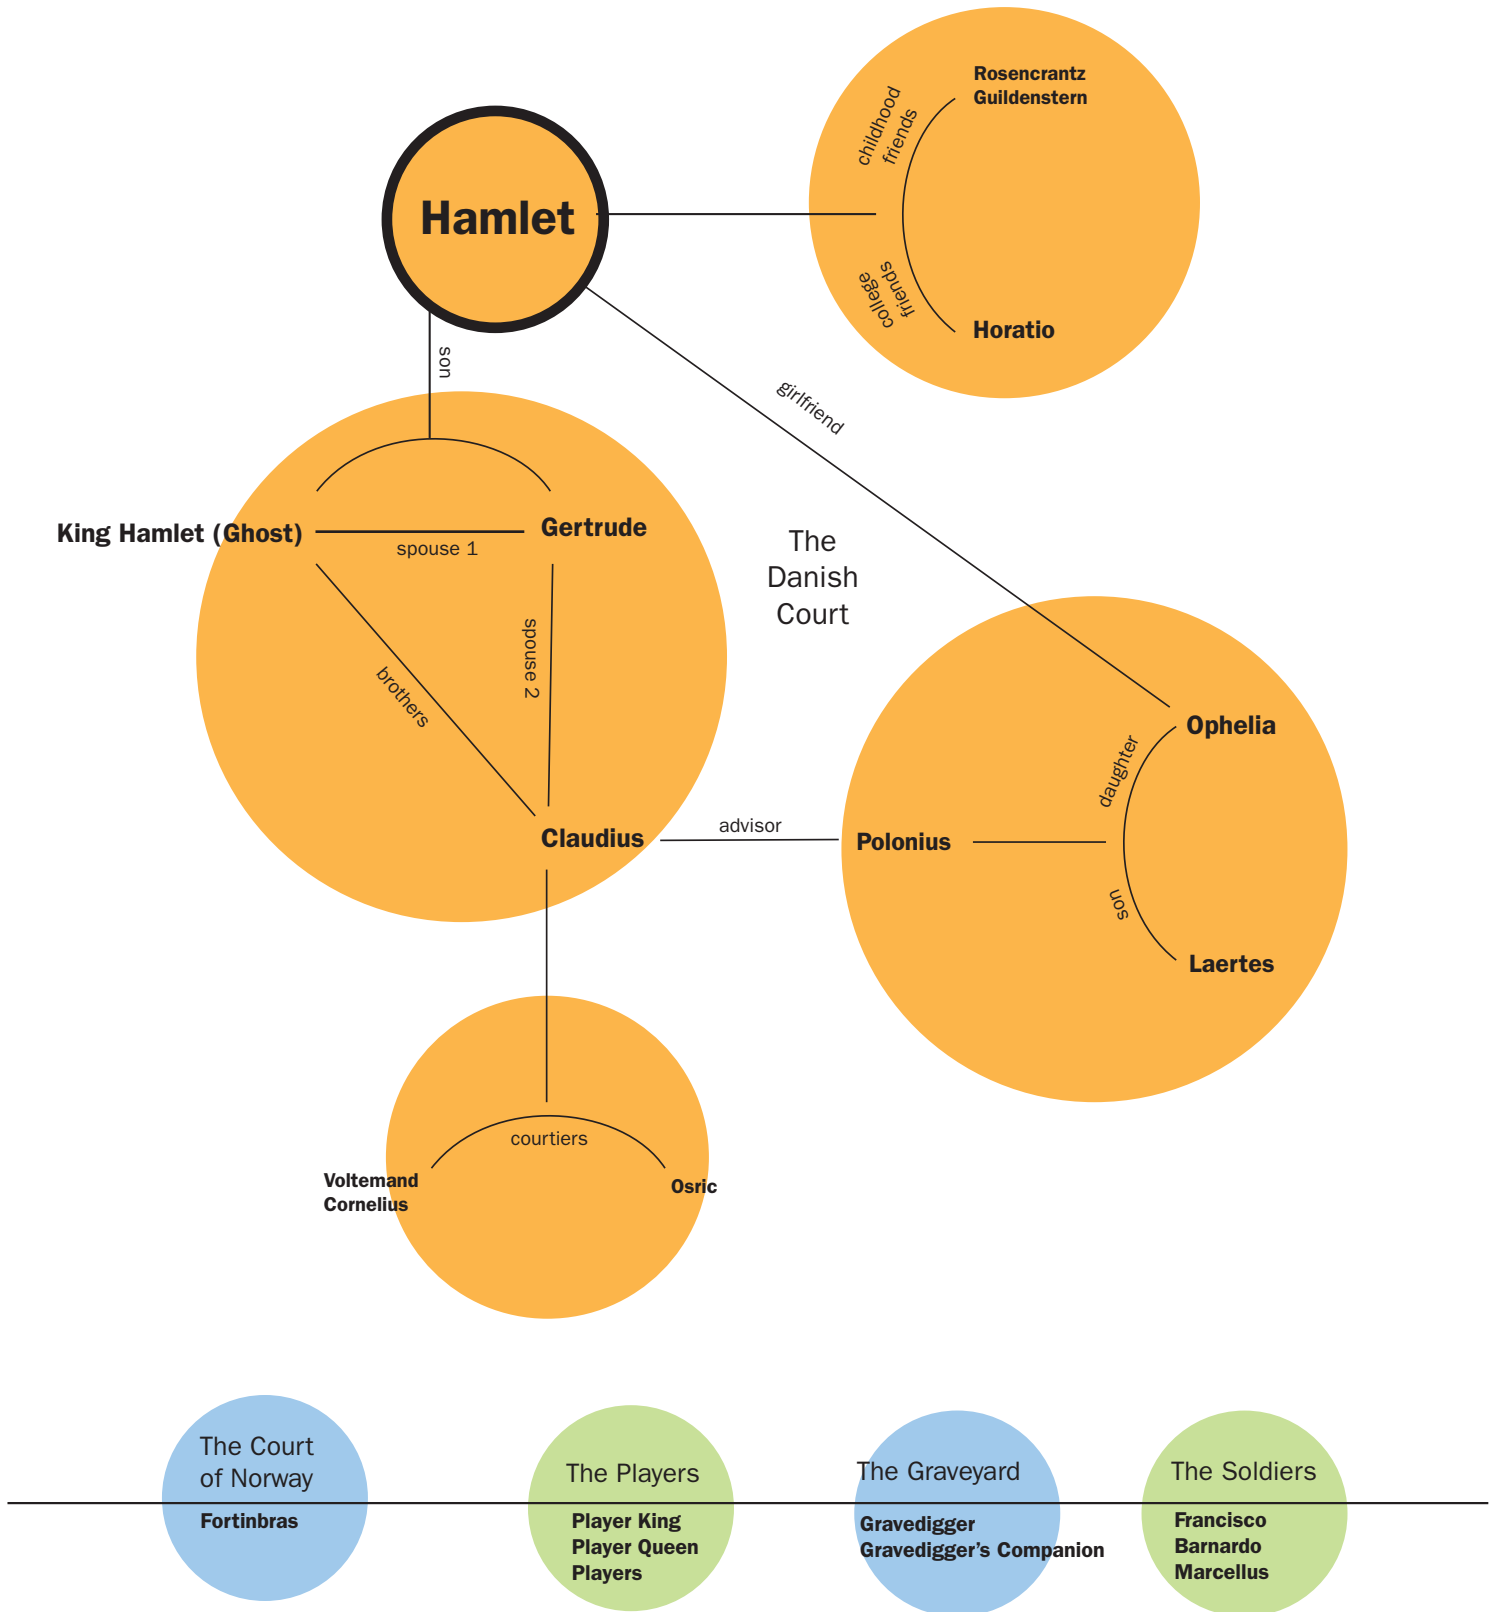 Rosencrantz
Guildenstern
childhood
friends
Hamlet
college
friends
Horatio
son
girlfriend
King Hamlet (Ghost)
Gertrude
spouse 1
The
Danish
Court
spouse 2
brothers
Ophelia
daughter
Claudius
advisor
Polonius
son
Laertes
courtiers
Voltemand
Cornelius
Osric
The Court
of Norway
Fortinbras
The Players
Player King
Player Queen
Players
The Graveyard
Gravedigger
Gravedigger’s Companion
The Soldiers
Francisco
Barnardo
Marcellus